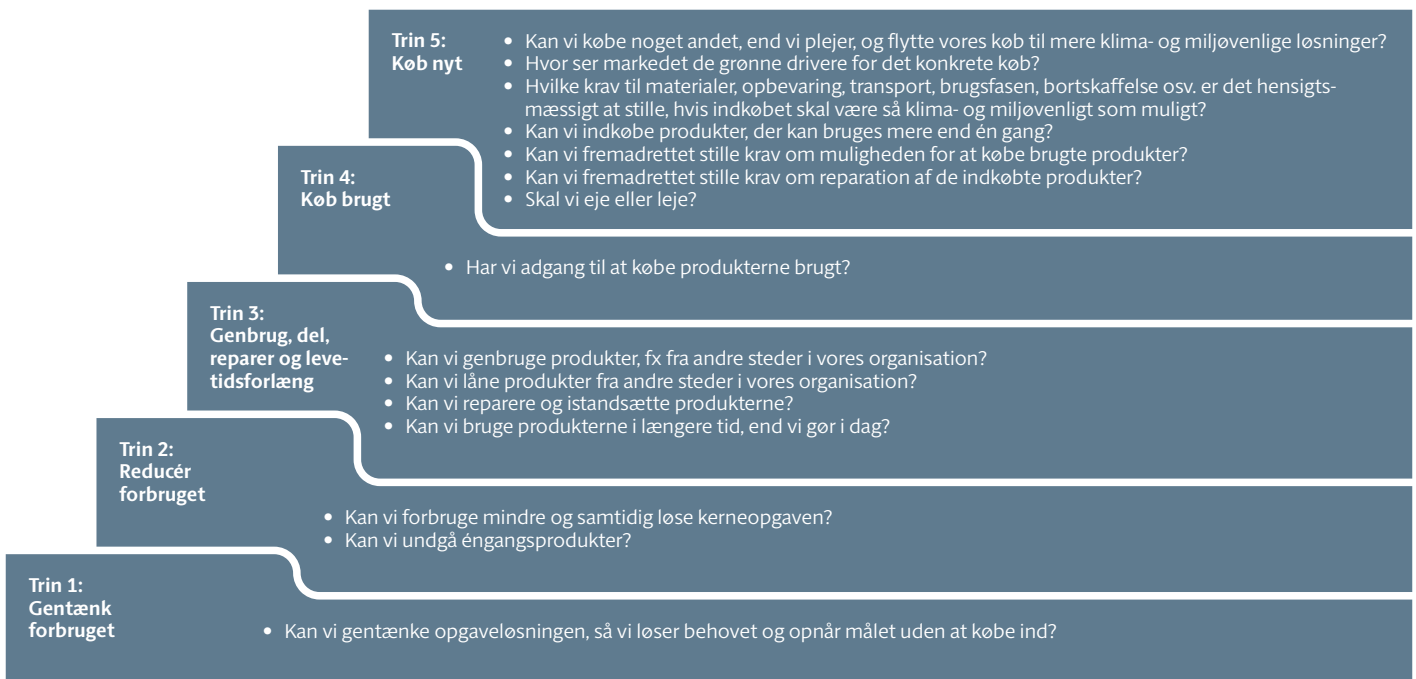 Trin 5:
Køb nyt
• Kan vi købe noget andet, end vi plejer, og flytte vores køb til mere klima- og miljøvenlige løsninger?
• Hvor ser markedet de grønne drivere for det konkrete køb?
• Hvilke krav til materialer, opbevaring, transport, brugsfasen, bortskaffelse osv. er det hensigts-
mæssigt at stille, hvis indkøbet skal være så klima- og miljøvenligt som muligt?
• Kan vi indkøbe produkter, der kan bruges mere end én gang?
• Kan vi fremadrettet stille krav om muligheden for at købe brugte produkter?
• Kan vi fremadrettet stille krav om reparation af de indkøbte produkter?
• Skal vi eje eller leje?
Trin 4:
Køb brugt
• Har vi adgang til at købe produkterne brugt?
Trin 3:
Genbrug, del,
reparer og leve-
tidsforlæng
• Kan vi genbruge produkter, fx fra andre steder i vores organisation?
• Kan vi låne produkter fra andre steder i vores organisation?
• Kan vi reparere og istandsætte produkterne?
• Kan vi bruge produkterne i længere tid, end vi gør i dag?
Trin 2:
Reducér
forbruget
• Kan vi forbruge mindre og samtidig løse kerneopgaven?
• Kan vi undgå éngangsprodukter?
Trin 1:
Gentænk
forbruget
• Kan vi gentænke opgaveløsningen, så vi løser behovet og opnår målet uden at købe ind?